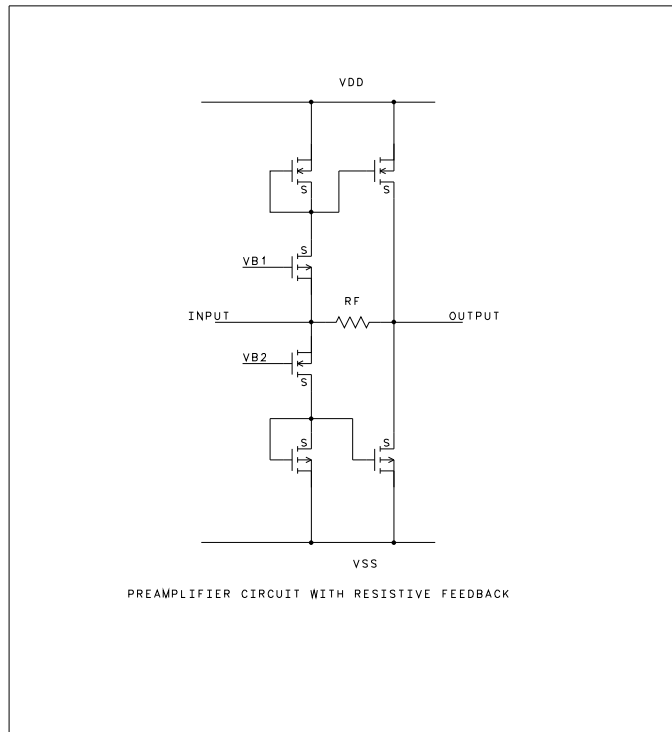 VDD
S
S
S
VB1
RF
INPUT
OUTPUT
VB2
S
S
S
VSS
PREAMPLIFIER CIRCUIT WITH RESISTIVE FEEDBACK